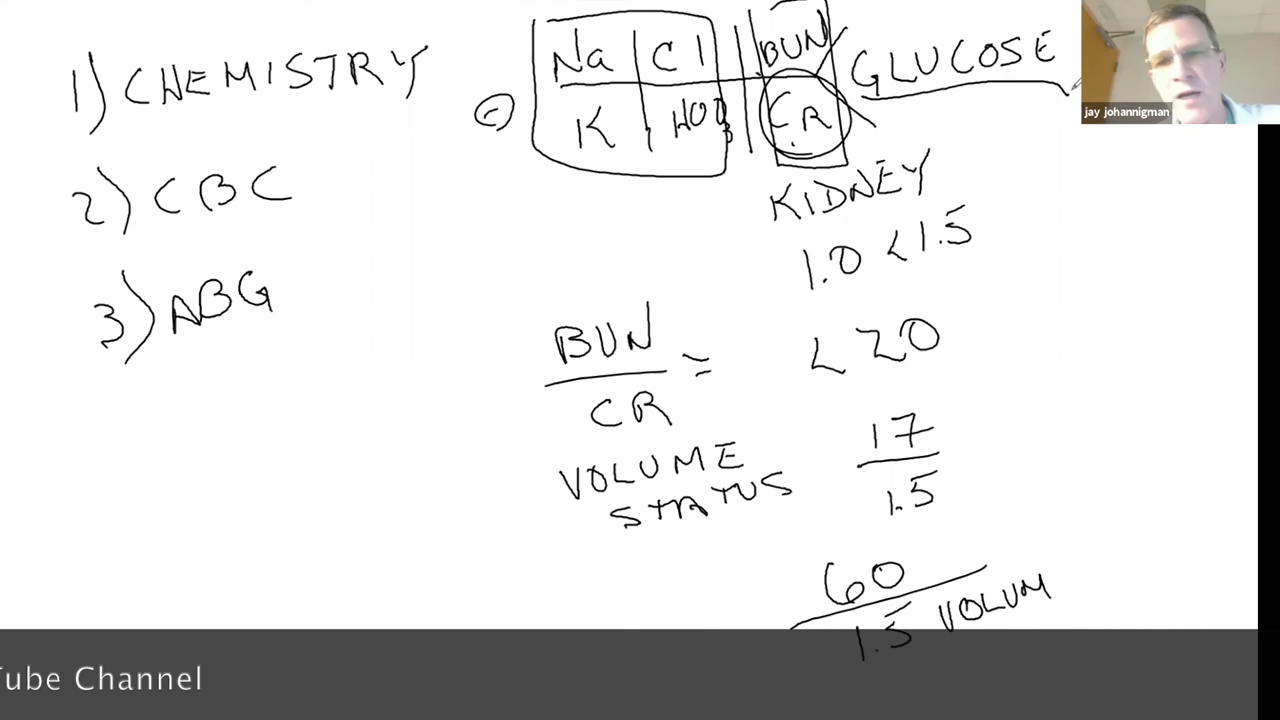 1) CHEMISTRY
2) CBC
3) ABG
Na Cl BUN GLUCOSE
K HCO3 CR
KIDNEY
1.0 < 1.5
BUN
CR
= < 20
VOLUME
STATUS
17
1.5
60
1.5 VOLUM
jay johannigman
Tube Channel